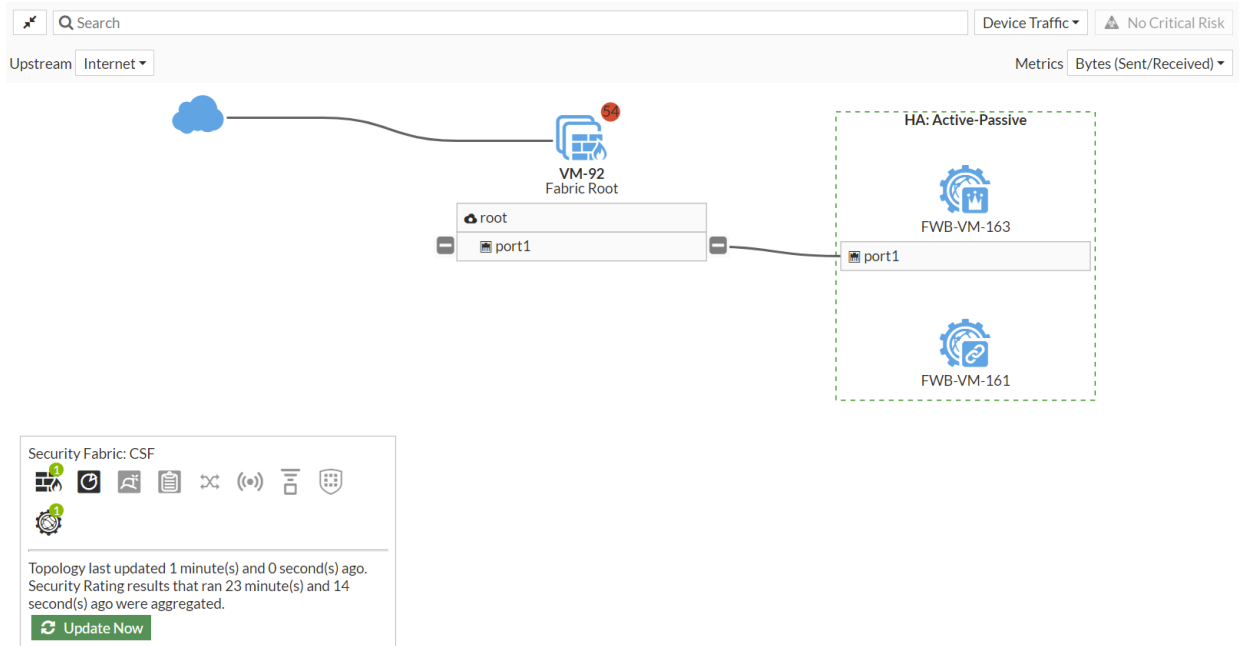 Search
Device Traffic
No Critical Risk
Upstream
Internet
Metrics
Bytes (Sent/Received)
54
HA: Active-Passive
VM-92
Fabric Root
root
port1
FWB-VM-163
port1
FWB-VM-161
Security Fabric: CSF
1
1
Topology last updated 1 minute(s) and 0 second(s) ago.
Security Rating results that ran 23 minute(s) and 14
second(s) ago were aggregated.
Update Now